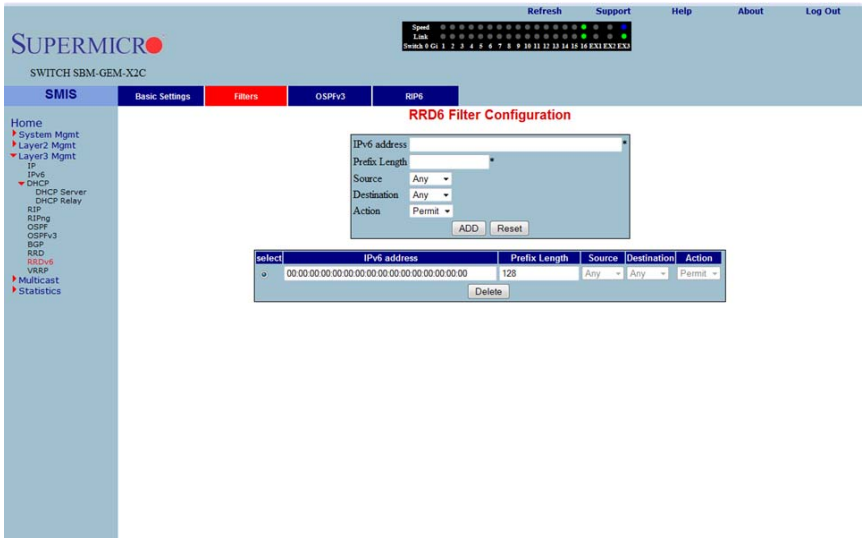 Refresh Support Help About Log Out
SUPERMICRO
Speed
Link
Switch 0 Gi 1 2 3 4 5 6 7 8 9 10 11 12 13 14 15 16 EX1 EX2 EX3
SWITCH SBM-GEM-X2C
SMIS
Basic Settings Filters OSPFv3 RIP6
Home
System Mgmt
Layer2 Mgmt
Layer3 Mgmt
IP
IPv6
DHCP
DHCP Server
DHCP Relay
RIP
RIPng
OSPF
OSPFv3
BGP
RRD
RRDv6
VRRP
Multicast
Statistics
RRD6 Filter Configuration
IPv6 address *
Prefix Length *
Source Any
Destination Any
Action Permit
ADD Reset
select IPv6 address Prefix Length Source Destination Action
00:00:00:00:00:00:00:00:00:00:00:00:00:00:00:00 128 Any Any Permit
Delete